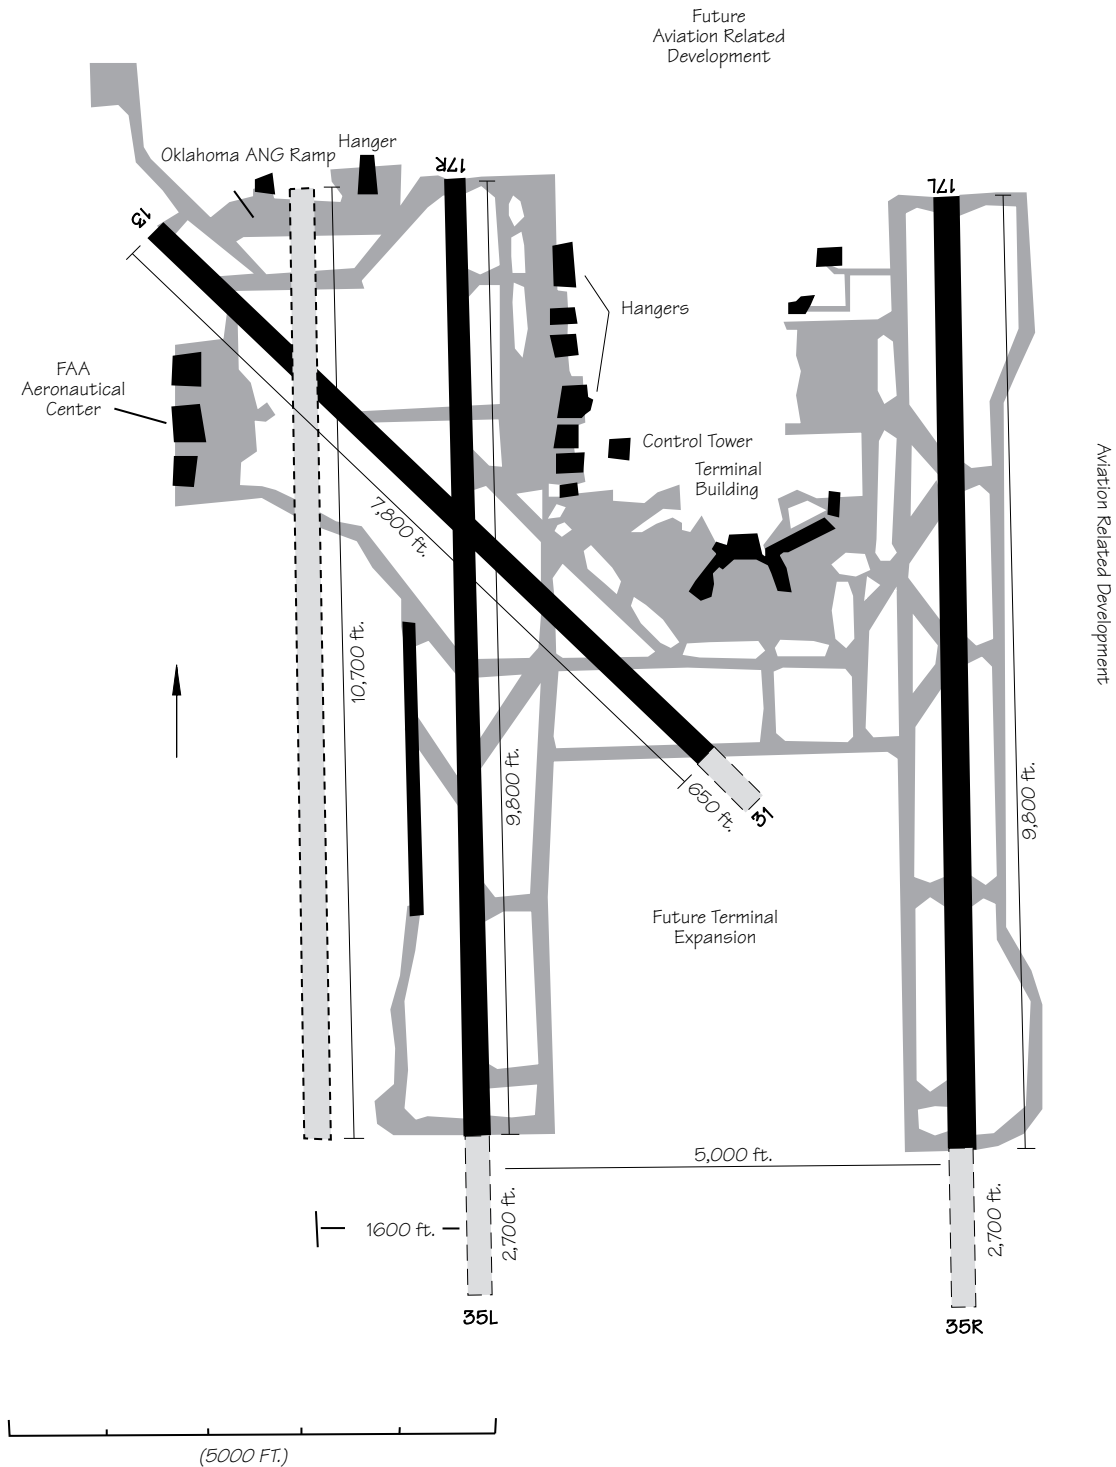 Future
Aviation Related
Development
Hanger
Oklahoma ANG Ramp
17R
17L
13
Hangers
FAA
Aeronautical
Center
Control Tower
Terminal
Building
Aviation Related Development
7,800 ft.
10,700 ft.
9,800 ft.
650 ft.
31
9,800 ft.
Future Terminal
Expansion
5,000 ft.
1600 ft.
2,700 ft.
2,700 ft.
35L
35R
(5000 FT.)